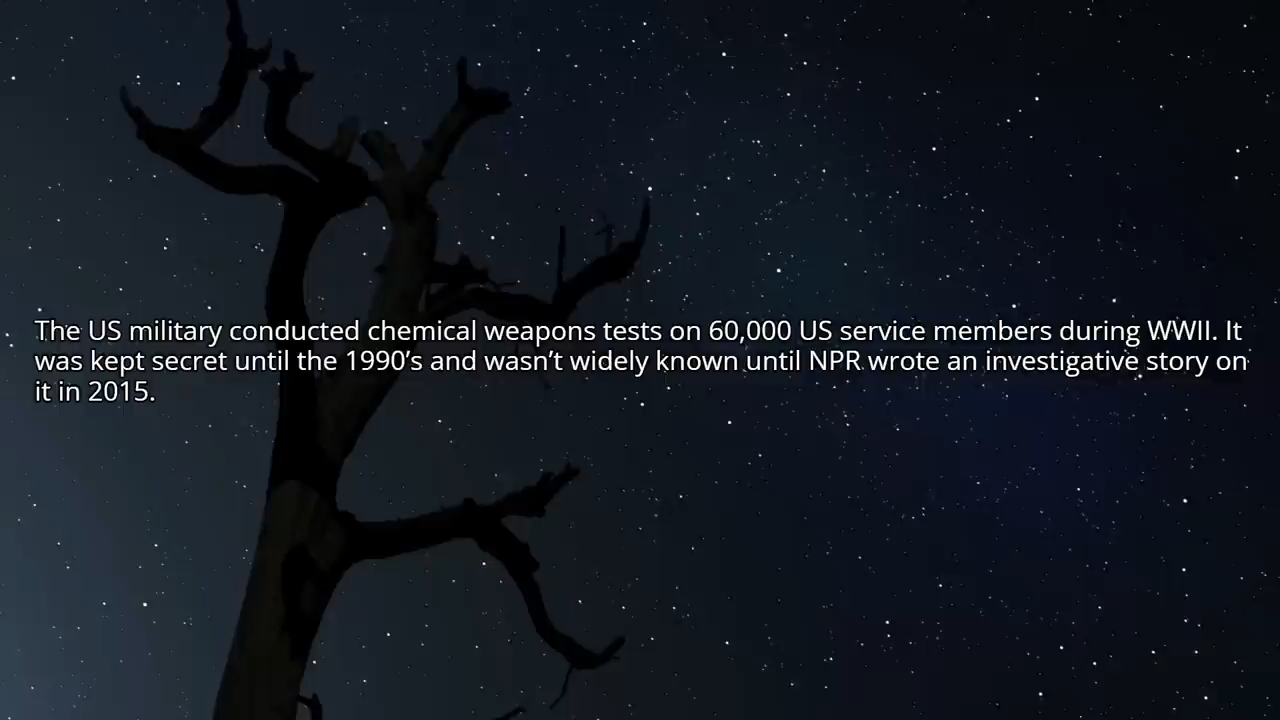 The US military conducted chemical weapons tests on 60,000 US service members during WWII. It
was kept secret until the 1990’s and wasn’t widely known until NPR wrote an investigative story on
it in 2015.